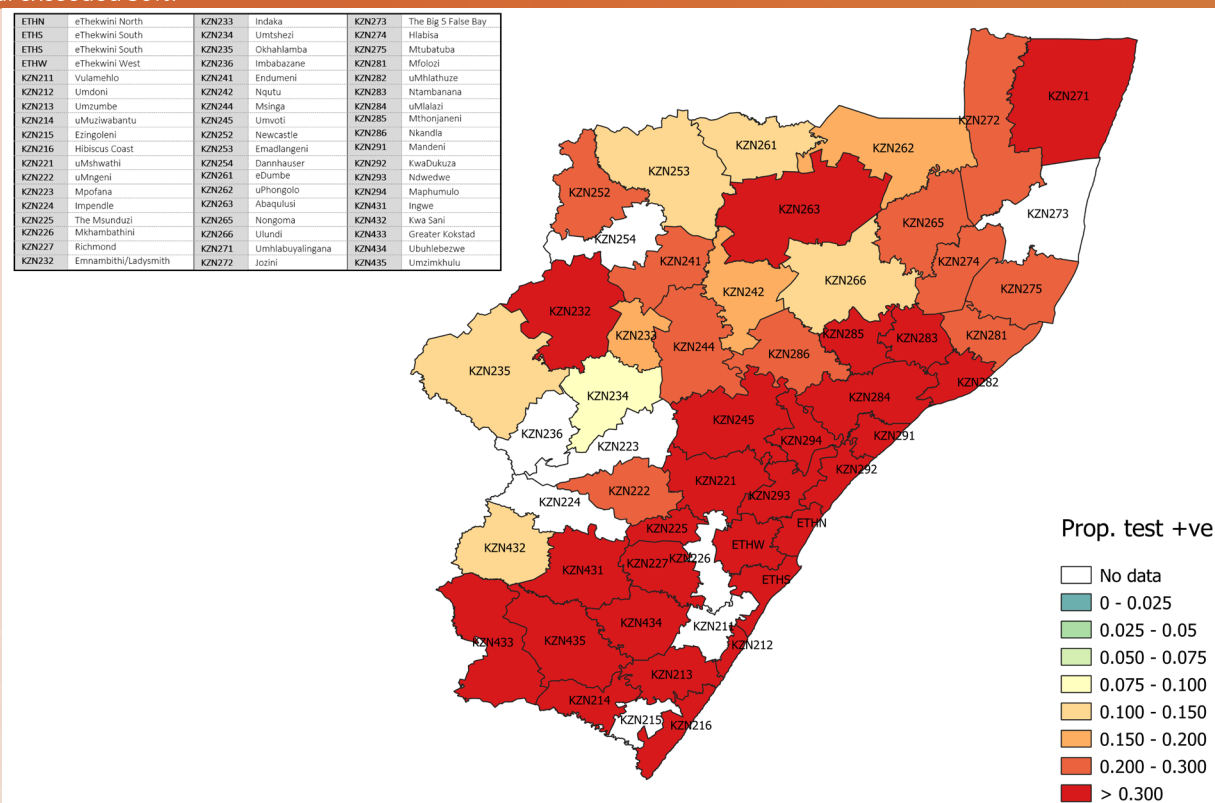 ETHN eThekwini North KZN233 Indaka KZN273 The Big 5 False Bay
ETHS eThekwini South KZN234 Umtshezi KZN274 Hlabisa
ETHS eThekwini South KZN235 Okhahlamba KZN275 Mtubatuba
ETHW eThekwini West KZN236 Imbabazane KZN281 Mfolozi
KZN211 Vulamehlo KZN241 Endumeni KZN282 uMhlathuze
KZN212 Umdoni KZN242 Nqutu KZN283 Ntambanana
KZN213 Umzumbe KZN244 Msinga KZN284 uMlalazi
KZN214 uMuziwabantu KZN245 Umvoti KZN285 Mthonjaneni
KZN215 Ezingoleni KZN252 Newcastle KZN286 Nkandla
KZN216 Hibiscus Coast KZN253 Emadlangeni KZN291 Mandeni
KZN221 uMshwathi KZN254 Dannhauser KZN292 KwaDukuza
KZN222 uMngeni KZN261 eDumbe KZN293 Ndwedwe
KZN223 Mpofana KZN262 uPhongolo KZN294 Maphumulo
KZN224 Impendle KZN263 Abaqulusi KZN431 Ingwe
KZN225 The Msunduzi KZN265 Nongoma KZN432 Kwa Sani
KZN226 Mkhambathini KZN266 Ulundi KZN433 Greater Kokstad
KZN227 Richmond KZN271 Umhlabuyalingana KZN434 Ubuhlebezwe
KZN232 Emnambithi/Ladysmith KZN272 Jozini KZN435 Umzimkhulu
KZN271
KZN272
KZN261
KZN262
KZN253
KZN252
KZN263
KZN273
KZN265
KZN254
KZN241
KZN274
KZN266
KZN242
KZN275
KZN232
KZN233
KZN285
KZN283
KZN281
KZN244
KZN286
KZN235
KZN282
KZN234
KZN284
KZN245
KZN236
KZN294
KZN291
KZN223
KZN292
KZN221
KZN222
KZN293
KZN224
KZN225
ETHN
ETHW
KZN432
KZN226
KZN227
KZN431
ETHS
KZN434
KZN211
KZN433
KZN435
KZN212
KZN213
KZN214
KZN215
KZN216
Prop. test +ve
No data
0 - 0.025
0.025 - 0.05
0.050 - 0.075
0.075 - 0.100
0.100 - 0.150
0.150 - 0.200
0.200 - 0.300
> 0.300